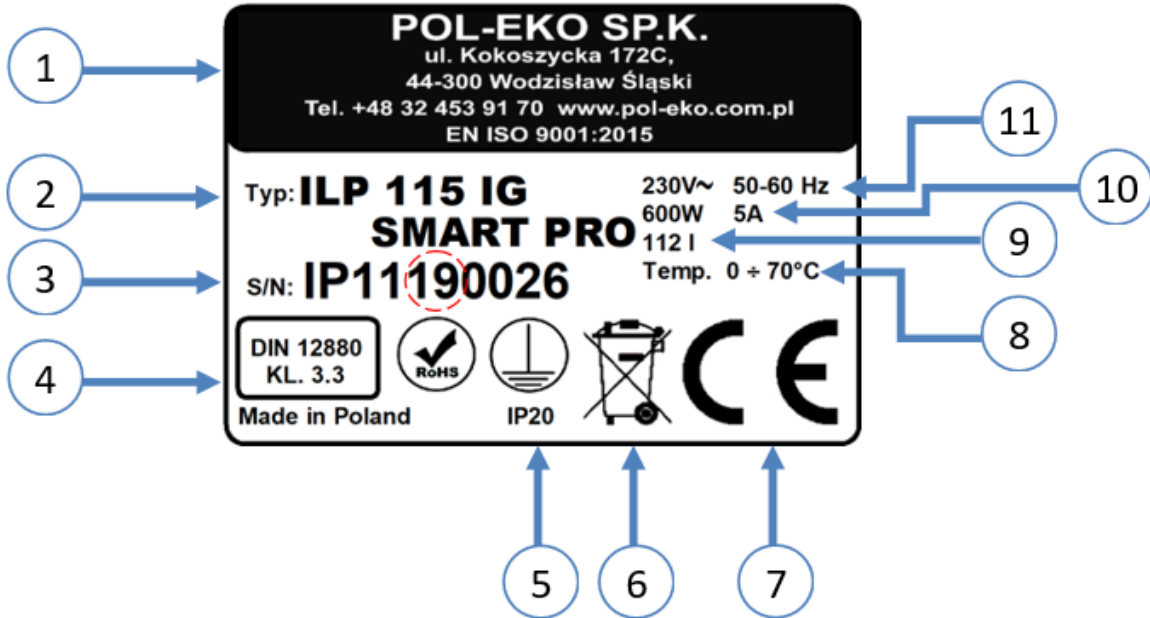 POL-EKO SP.K.
ul. Kokoszycka 172C,
44-300 Wodzisław Śląski
Tel. +48 32 453 91 70 www.pol-eko.com.pl
EN ISO 9001:2015
1
2
3
4
Typ: ILP 115 IG
SMART PRO
S/N: IP11190026
230V~ 50-60 Hz
600W 5A
112 l
Temp. 0 ÷ 70°C
11
10
9
8
DIN 12880
KL. 3.3
RoHS
CE
Made in Poland
IP20
5
6
7